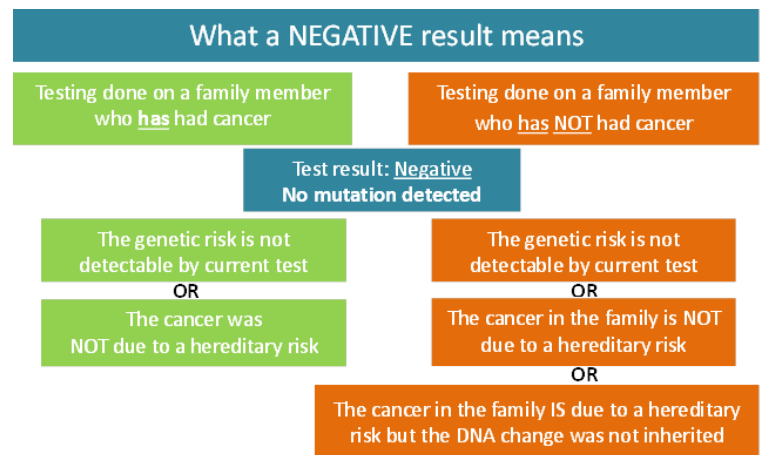 What a NEGATIVE result means
Testing done on a family member
who has had cancer
Testing done on a family member
who has NOT had cancer
Test result: Negative
No mutation detected
The genetic risk is not
detectable by current test
OR
The cancer was
NOT due to a hereditary risk
The genetic risk is not
detectable by current test
OR
The cancer in the family is NOT
due to a hereditary risk
OR
The cancer in the family IS due to a hereditary
risk but the DNA change was not inherited